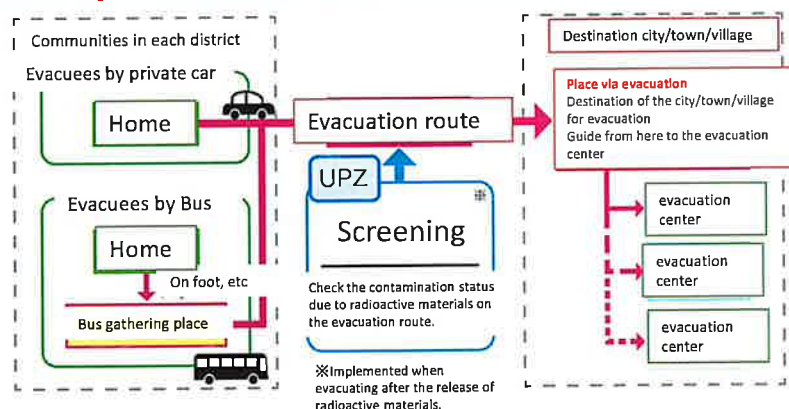 Communities in each district
Evacuees by private car
Home
Evacuees by Bus
Home
On foot, etc
Bus gathering place
Evacuation route
UPZ
※
Screening
Check the contamination status
due to radioactive materials on
the evacuation route.
※Implemented when
evacuating after the release of
radioactive materials.
Destination city/town/village
Place via evacuation
Destination of the city/town/village
for evacuation
Guide from here to the evacuation
center
evacuation
center
evacuation
center
evacuation
center